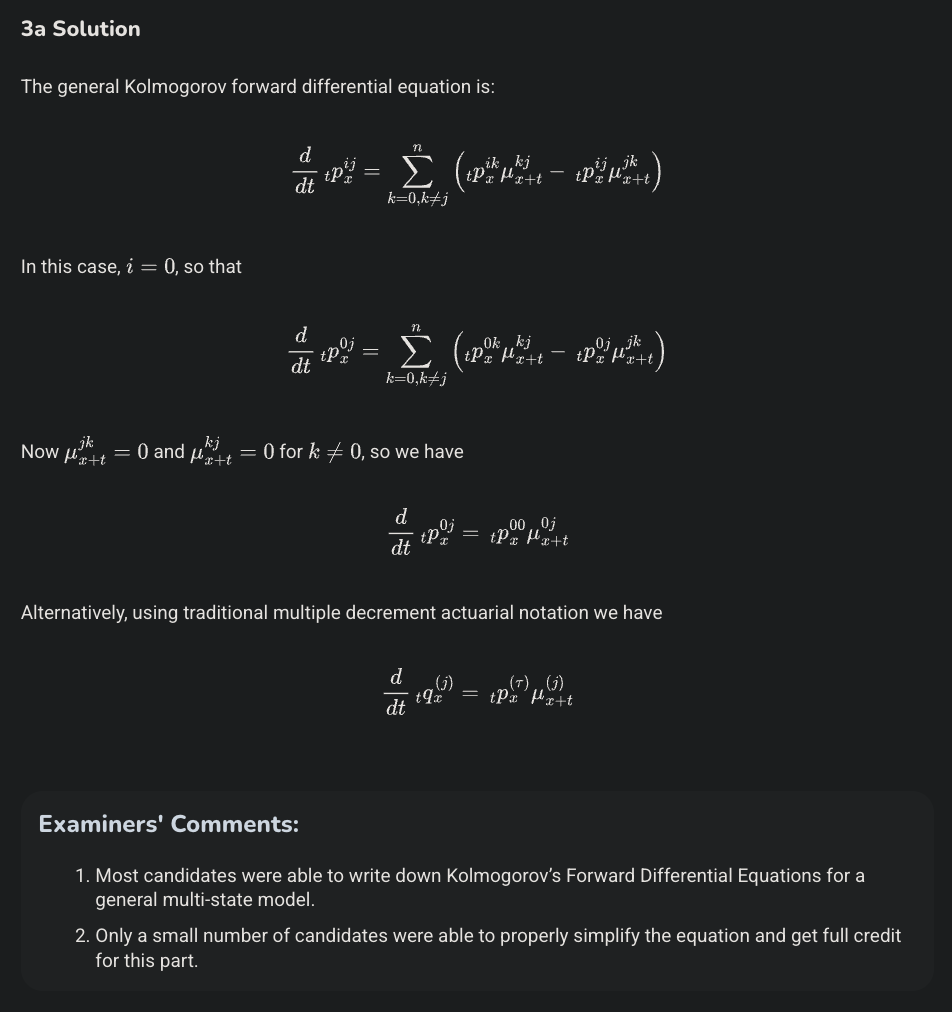 3a Solution
The general Kolmogorov forward differential equation is:
$$\frac{d}{dt} \, {}_tp_x^{ij} = \sum_{k=0, k \neq j}^{n} \left( {}_tp_x^{ik} \mu_{x+t}^{kj} - \, {}_tp_x^{ij} \mu_{x+t}^{jk} \right)$$
In this case, $i = 0$, so that
$$\frac{d}{dt} \, {}_tp_x^{0j} = \sum_{k=0, k \neq j}^{n} \left( {}_tp_x^{0k} \mu_{x+t}^{kj} - \, {}_tp_x^{0j} \mu_{x+t}^{jk} \right)$$
Now $\mu_{x+t}^{jk} = 0$ and $\mu_{x+t}^{kj} = 0$ for $k \neq 0$, so we have
$$\frac{d}{dt} \, {}_tp_x^{0j} = \, {}_tp_x^{00} \mu_{x+t}^{0j}$$
Alternatively, using traditional multiple decrement actuarial notation we have
$$\frac{d}{dt} \, {}_tq_x^{(j)} = \, {}_tp_x^{(\tau)} \mu_{x+t}^{(j)}$$
Examiners' Comments:
1. Most candidates were able to write down Kolmogorov’s Forward Differential Equations for a
general multi-state model.
2. Only a small number of candidates were able to properly simplify the equation and get full credit
for this part.